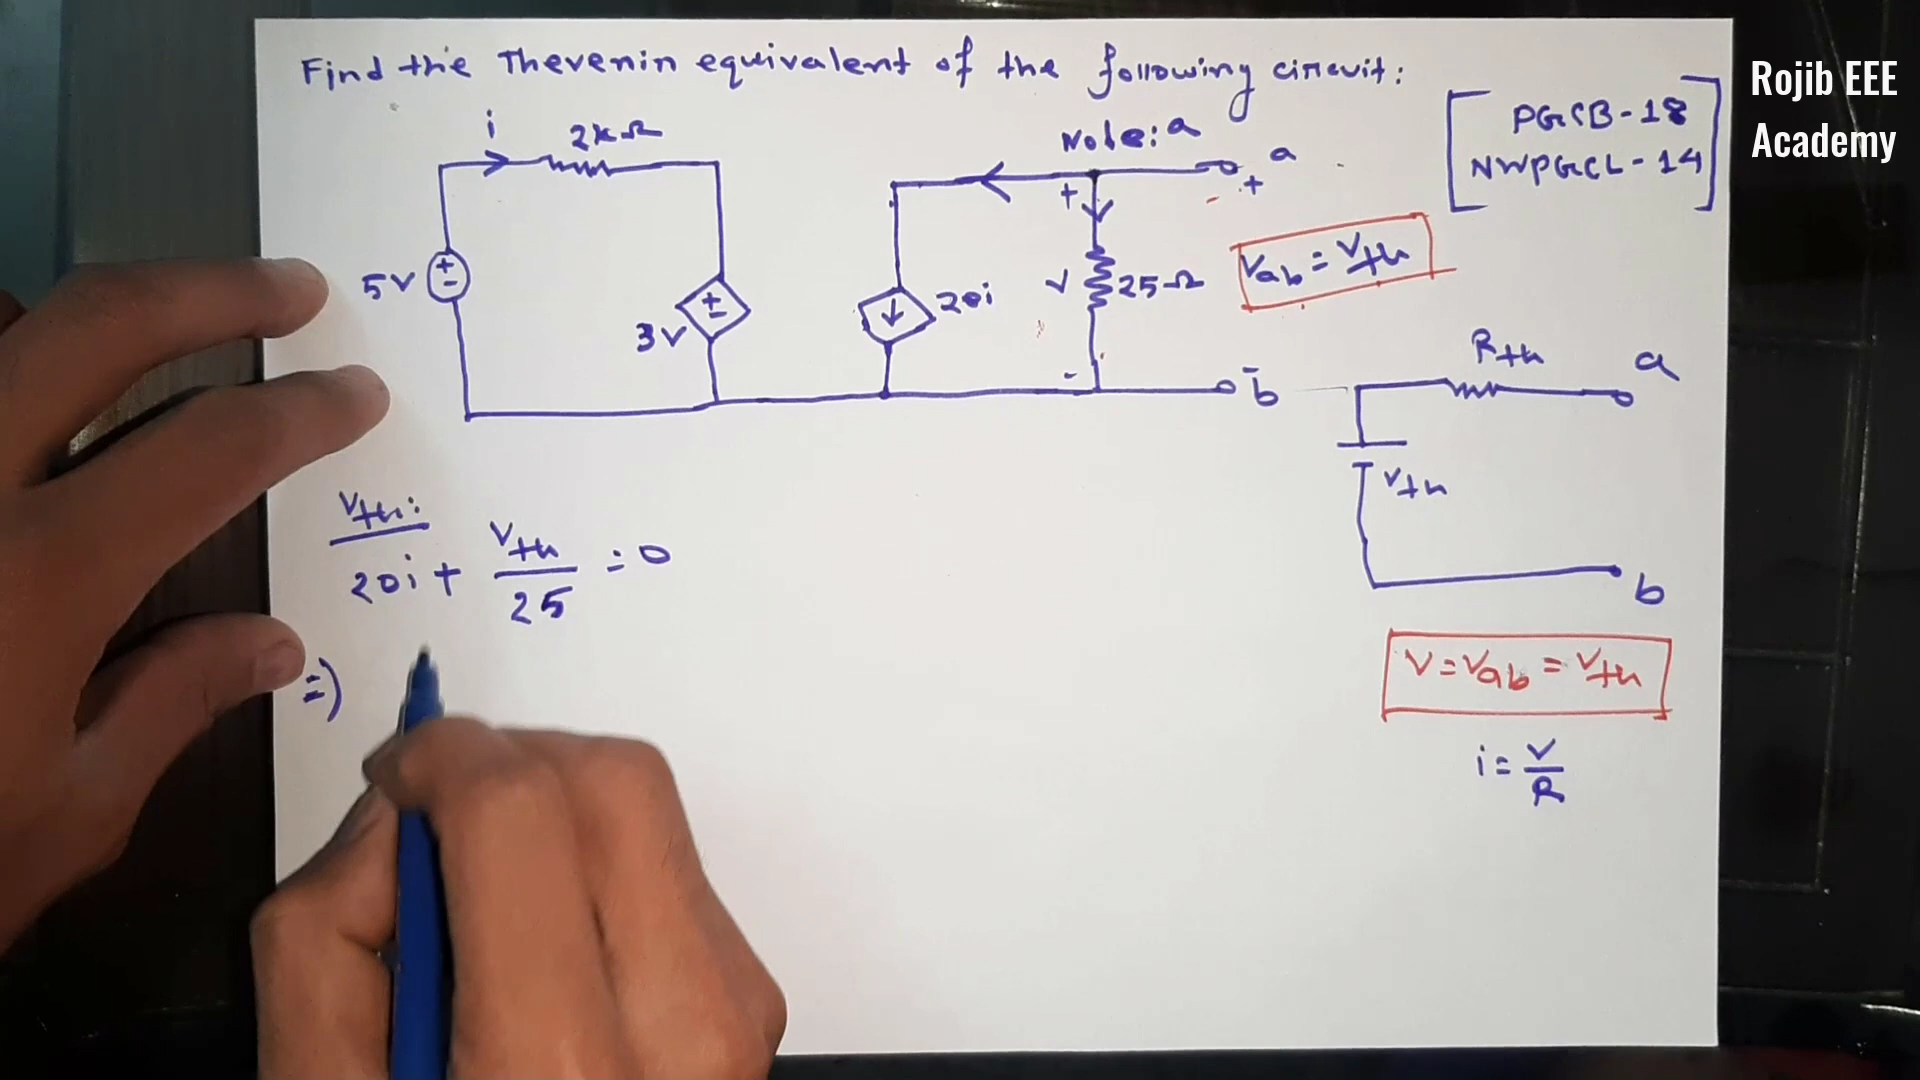 Find the Thevenin equivalent of the following circuit:
Rojib EEE
Academy
[PGCB-18
NWPGCL-14]
i
2kΩ
Node: a
a
+
+
5v
+
-
3v
+
-
20i
v
25Ω
Vab = Vth
-
-
b
Rth
a
Vth
b
Vth
20i + Vth/25 = 0
=>
V = Vab = Vth
i = V/R